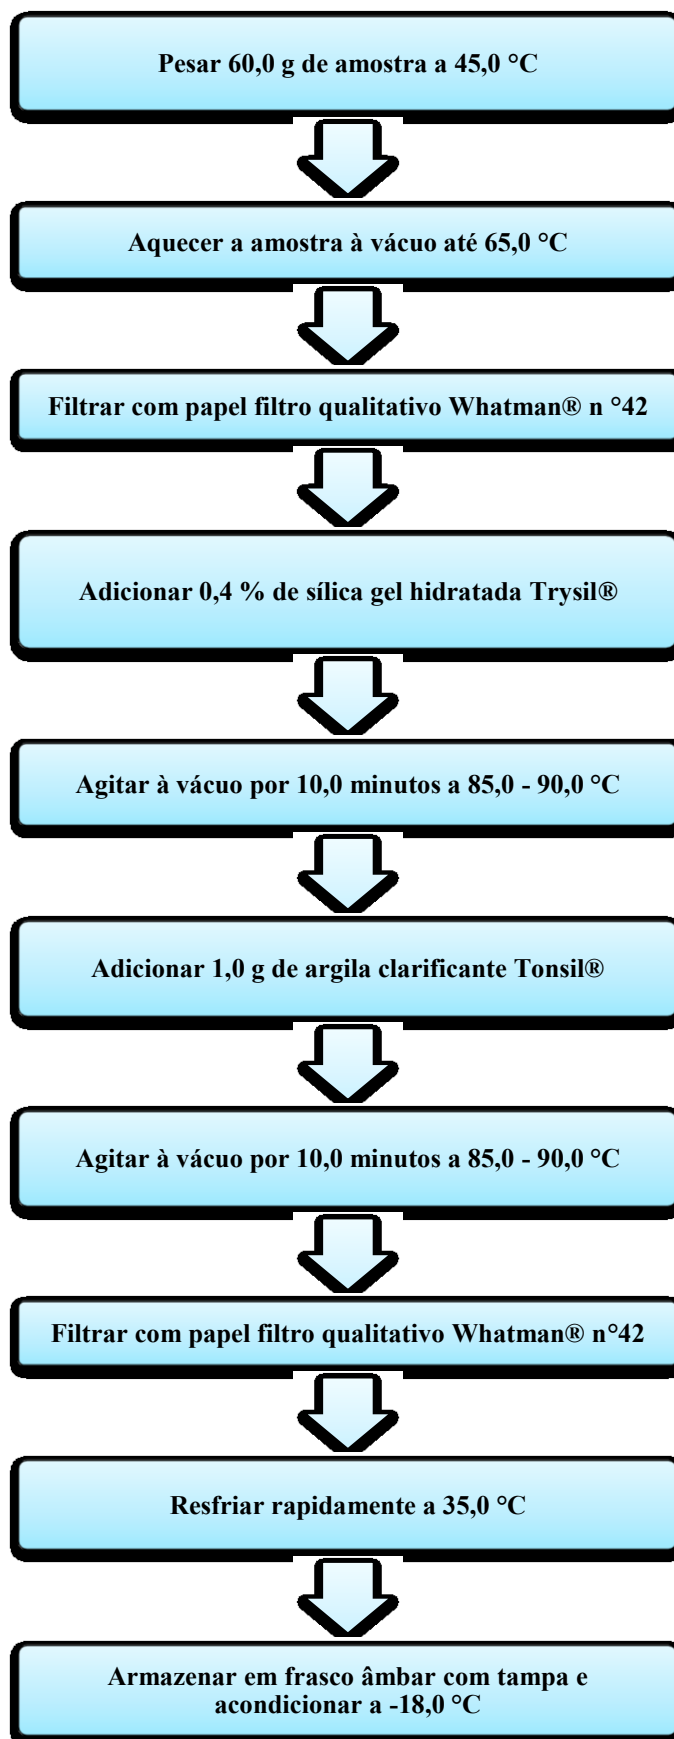 Pesar 60,0 g de amostra a 45,0 °C
Aquecer a amostra à vácuo até 65,0 °C
Filtrar com papel filtro qualitativo Whatman® n °42
Adicionar 0,4 % de sílica gel hidratada Trysil®
Agitar à vácuo por 10,0 minutos a 85,0 - 90,0 °C
Adicionar 1,0 g de argila clarificante Tonsil®
Agitar à vácuo por 10,0 minutos a 85,0 - 90,0 °C
Filtrar com papel filtro qualitativo Whatman® n°42
Resfriar rapidamente a 35,0 °C
Armazenar em frasco âmbar com tampa e
acondicionar a -18,0 °C